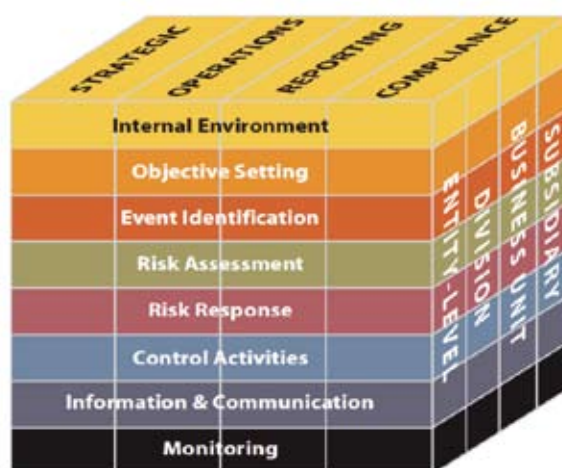 STRATEGIC
OPERATIONS
REPORTING
COMPLIANCE
Internal Environment
Objective Setting
Event Identification
Risk Assessment
Risk Response
Control Activities
Information & Communication
Monitoring
ENTITY-LEVEL
DIVISION
BUSINESS UNIT
SUBSIDIARY